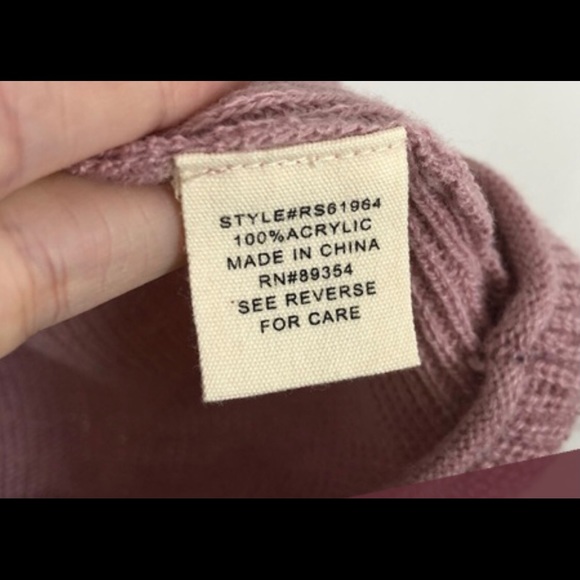 STYLE#RS61964
100%ACRYLIC
MADE IN CHINA
RN#89354
SEE REVERSE
FOR CARE